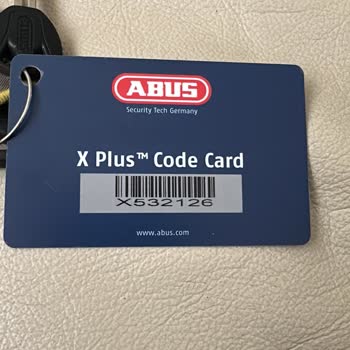 ABUS
Security Tech Germany
X Plus™ Code Card
X532126
www.abus.com